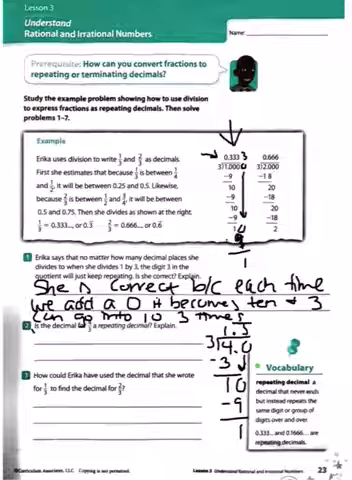 Lesson 3
Understand
Rational and Irrational Numbers
Name:
Prerequisite: How can you convert fractions to
repeating or terminating decimals?
Study the example problem showing how to use division
to express fractions as repeating decimals. Then solve
problems 1–7.
Example
Erika uses division to write 1/3 and 2/3 as decimals.
First she estimates that because 1/3 is between 1/4
and 1/2, it will be between 0.25 and 0.5. Likewise,
because 2/3 is between 1/2 and 3/4, it will be between
0.5 and 0.75. Then she divides as shown at the right.
1/3 = 0.333..., or 0.3̅ 2/3 = 0.666..., or 0.6̅
0.333 3 0.666
3)1.000 0 3)2.000
−9 −1 8
10 20
−9 −18
10 20
−9 −18
1 0 2
9
1
1 Erika says that no matter how many decimal places she
divides to when she divides 1 by 3, the digit 3 in the
quotient will just keep repeating. Is she correct? Explain.
She is correct b/c each time
we add a 0 it becomes ten + 3
can go into 10 3 times
2 Is the decimal for a repeating decimal? Explain.
1.3
3)4.0
−3
10
−9
1
3 How could Erika have used the decimal that she wrote
for 1/3 to find the decimal for 2/3?
Vocabulary
repeating decimal a
decimal that never ends
but instead repeats the
same digit or group of
digits over and over.
0.333... and 0.1666... are
repeating decimals.
©Curriculum Associates, LLC Copying is not permitted.
Lesson 3 Understand Rational and Irrational Numbers 23